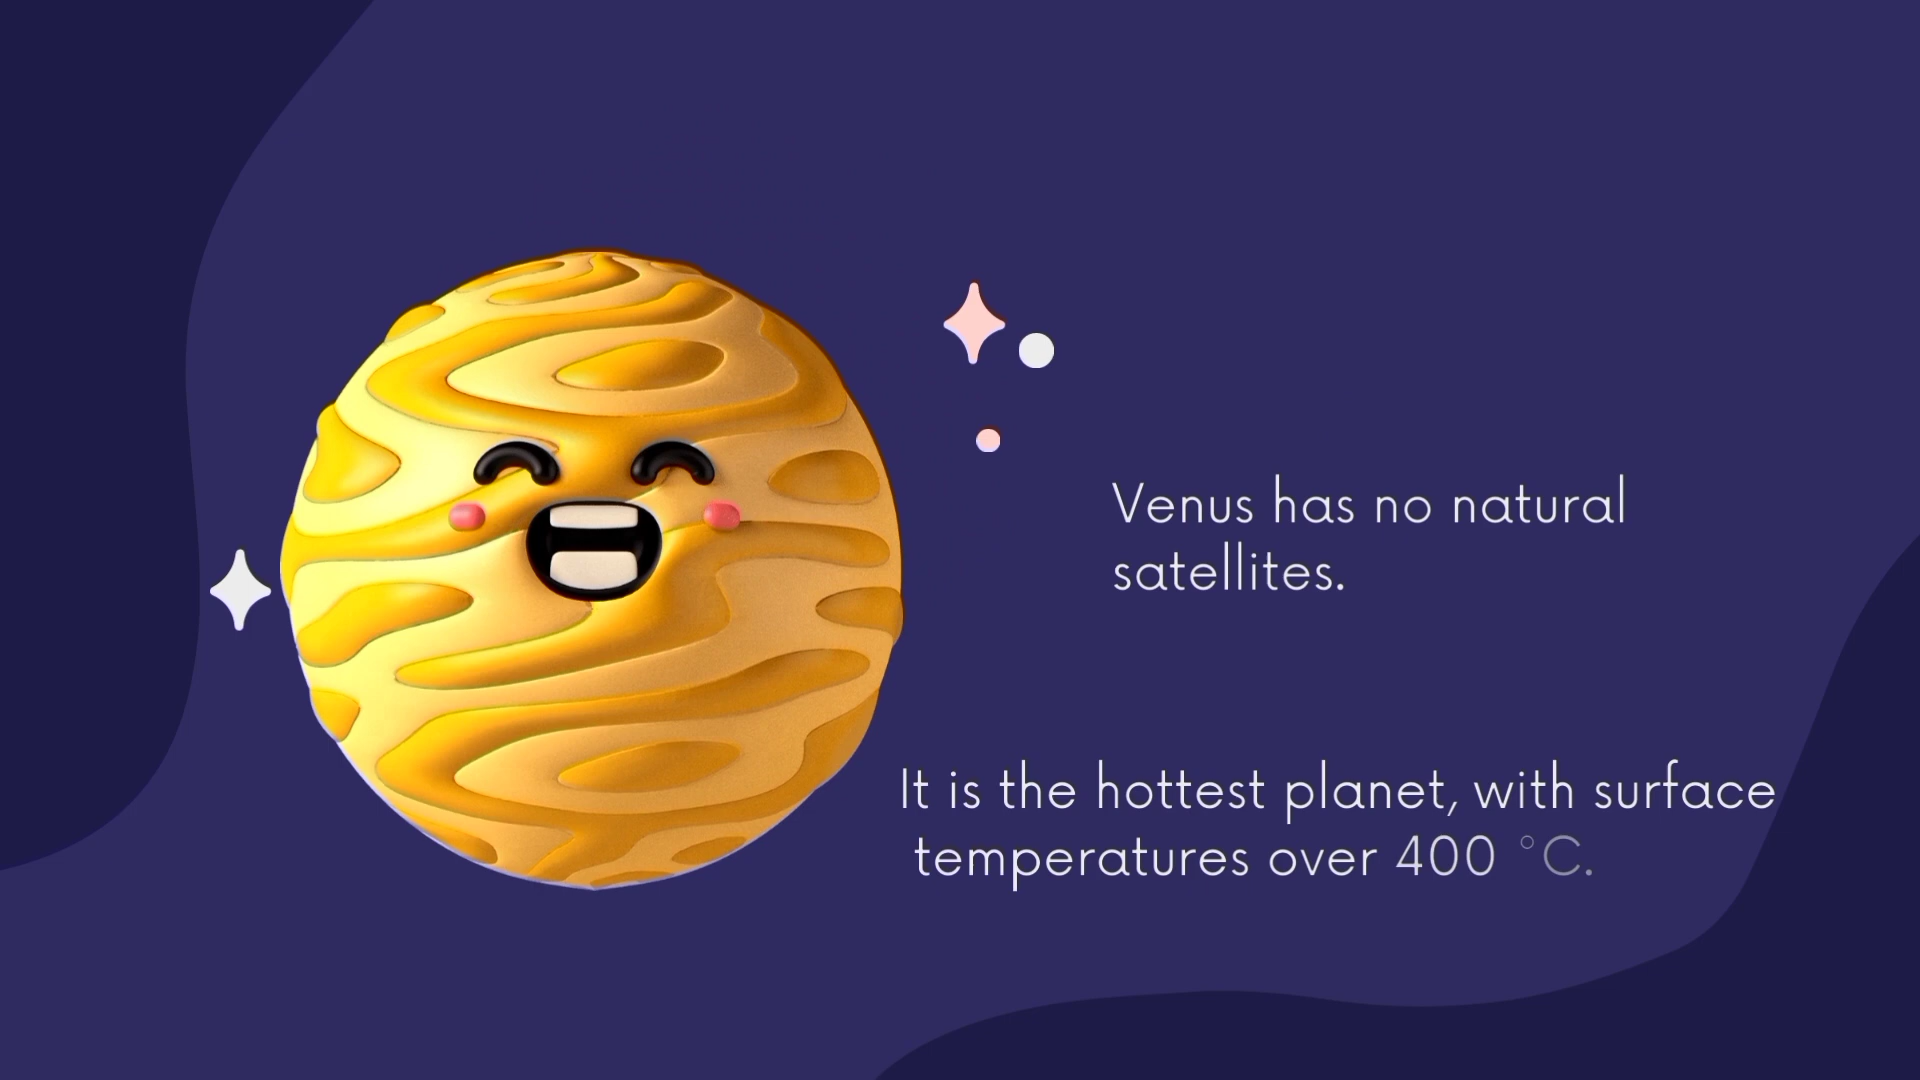 Venus has no natural
satellites.
It is the hottest planet, with surface
temperatures over 400 °C.